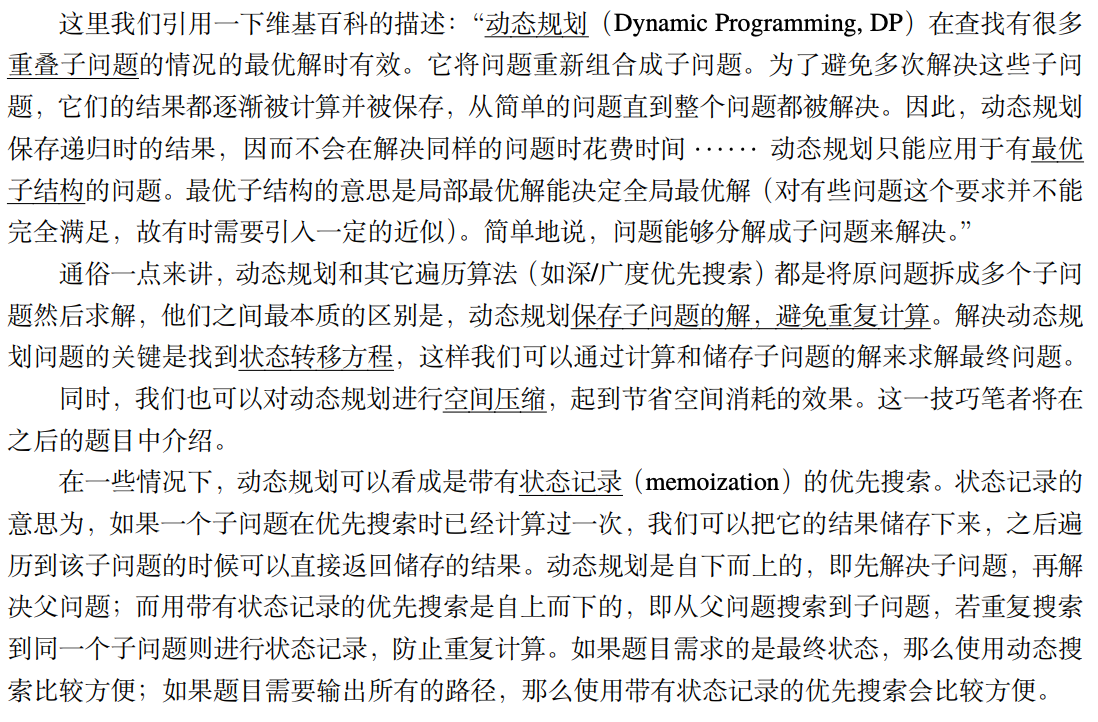 这里我们引用一下维基百科的描述：“动态规划（Dynamic Programming, DP）在查找有很多
重叠子问题的情况的最优解时有效。它将问题重新组合成子问题。为了避免多次解决这些子问
题，它们的结果都逐渐被计算并被保存，从简单的问题直到整个问题都被解决。因此，动态规划
保存递归时的结果，因而不会在解决同样的问题时花费时间 ······ 动态规划只能应用于有最优
子结构的问题。最优子结构的意思是局部最优解能决定全局最优解（对有些问题这个要求并不能
完全满足，故有时需要引入一定的近似）。简单地说，问题能够分解成子问题来解决。”
通俗一点来讲，动态规划和其它遍历算法（如深/广度优先搜索）都是将原问题拆成多个子问
题然后求解，他们之间最本质的区别是，动态规划保存子问题的解，避免重复计算。解决动态规
划问题的关键是找到状态转移方程，这样我们可以通过计算和储存子问题的解来求解最终问题。
同时，我们也可以对动态规划进行空间压缩，起到节省空间消耗的效果。这一技巧笔者将在
之后的题目中介绍。
在一些情况下，动态规划可以看成是带有状态记录（memoization）的优先搜索。状态记录的
意思为，如果一个子问题在优先搜索时已经计算过一次，我们可以把它的结果储存下来，之后遍
历到该子问题的时候可以直接返回储存的结果。动态规划是自下而上的，即先解决子问题，再解
决父问题；而用带有状态记录的优先搜索是自上而下的，即从父问题搜索到子问题，若重复搜索
到同一个子问题则进行状态记录，防止重复计算。如果题目需求的是最终状态，那么使用动态搜
索比较方便；如果题目需要输出所有的路径，那么使用带有状态记录的优先搜索会比较方便。